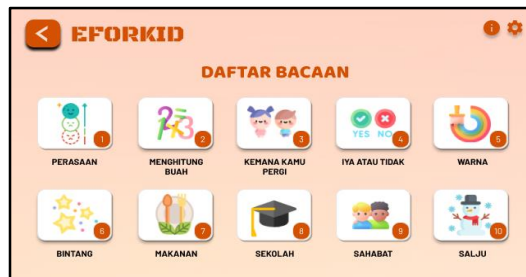 EFORKID
DAFTAR BACAAN
1
2
3
YES NO
4
5
PERASAAN
MENGHITUNG
BUAH
KEMANA KAMU
PERGI
IYA ATAU TIDAK
WARNA
6
7
8
9
10
BINTANG
MAKANAN
SEKOLAH
SAHABAT
SALJU